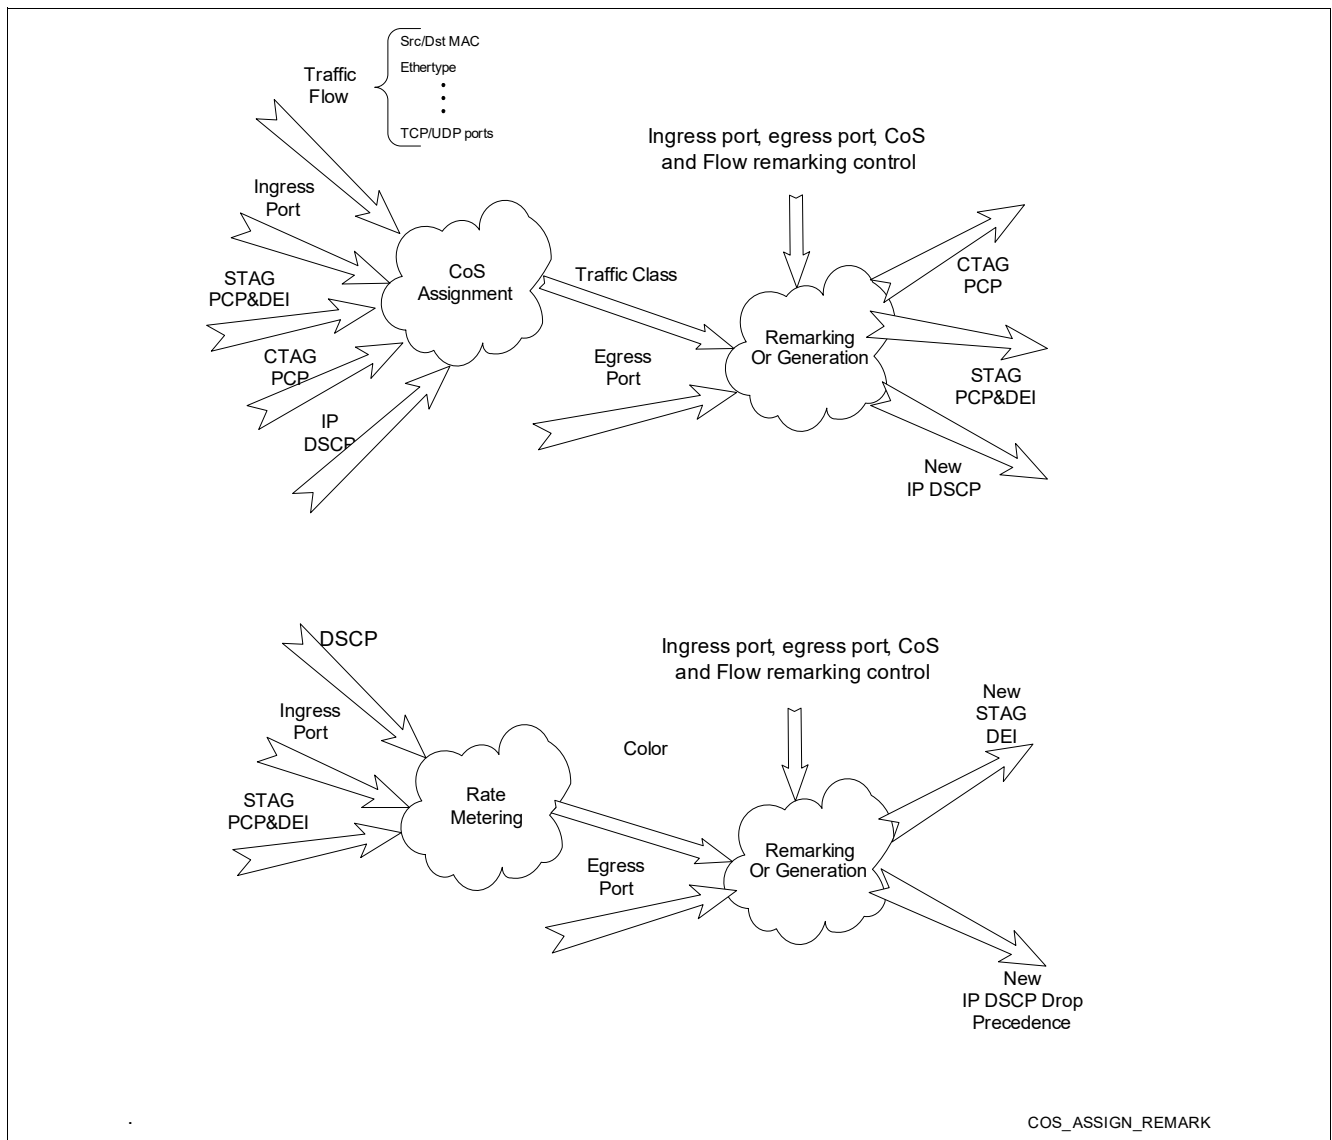 Src/Dst MAC
Ethertype
Traffic
Flow
TCP/UDP ports
Ingress port, egress port, CoS
and Flow remarking control
Ingress
Port
STAG
PCP&DEI
CTAG
PCP
IP
DSCP
CoS
Assignment
Traffic Class
Egress
Port
Remarking
Or Generation
CTAG
PCP
STAG
PCP&DEI
New
IP DSCP
DSCP
Ingress
Port
STAG
PCP&DEI
Rate
Metering
Color
Ingress port, egress port, CoS
and Flow remarking control
Egress
Port
Remarking
Or Generation
New
STAG
DEI
New
IP DSCP Drop
Precedence
COS_ASSIGN_REMARK